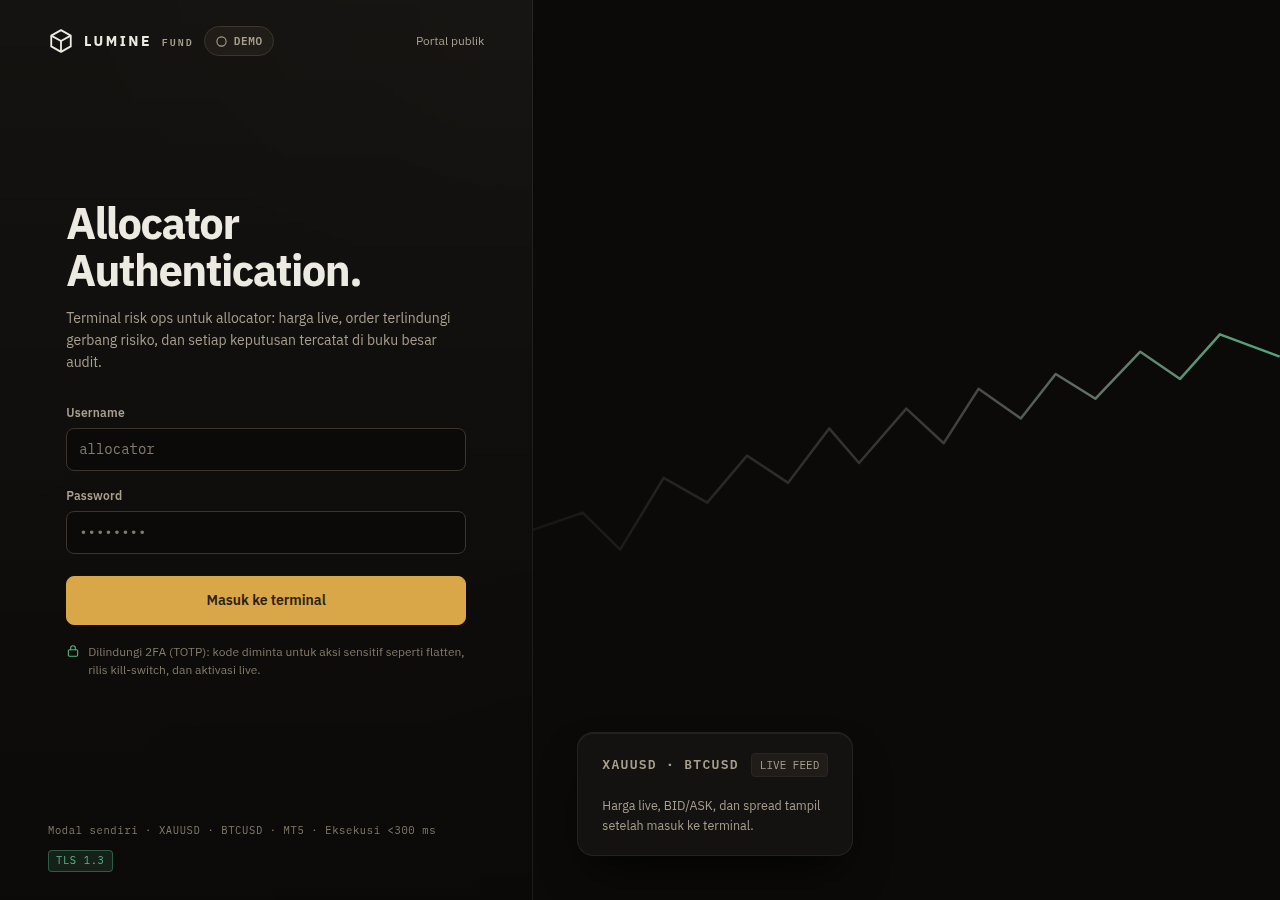 LUMINE FUND DEMO
Portal publik
Allocator
Authentication.
Terminal risk ops untuk allocator: harga live, order terlindungi
gerbang risiko, dan setiap keputusan tercatat di buku besar
audit.
Username
allocator
Password
••••••••
Masuk ke terminal
Dilindungi 2FA (TOTP): kode diminta untuk aksi sensitif seperti flatten,
rilis kill-switch, dan aktivasi live.
Modal sendiri · XAUUSD · BTCUSD · MT5 · Eksekusi <300 ms
TLS 1.3
XAUUSD · BTCUSD LIVE FEED
Harga live, BID/ASK, dan spread tampil
setelah masuk ke terminal.